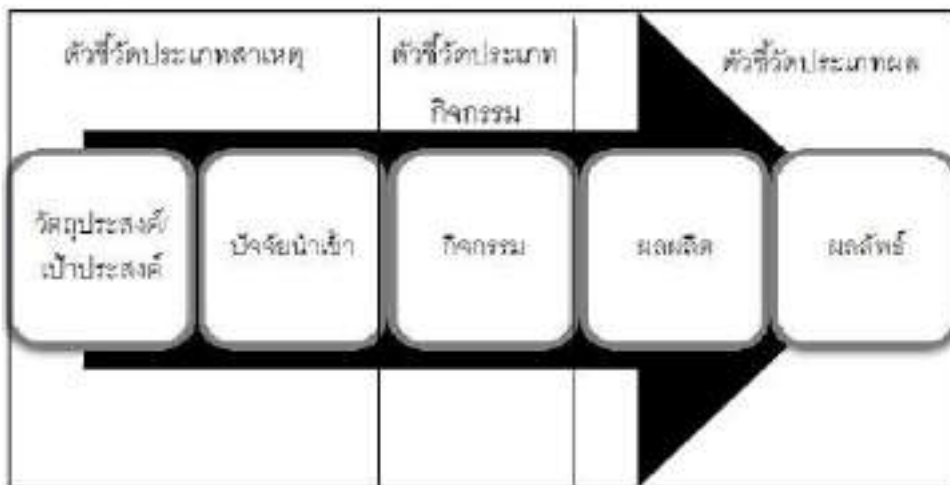 ตัวชี้วัดประเภทสาเหตุ
ตัวชี้วัดประเภท
กิจกรรม
ตัวชี้วัดประเภทผล
วัตถุประสงค์/
เป้าประสงค์
ปัจจัยนำเข้า
กิจกรรม
ผลผลิต
ผลลัพธ์